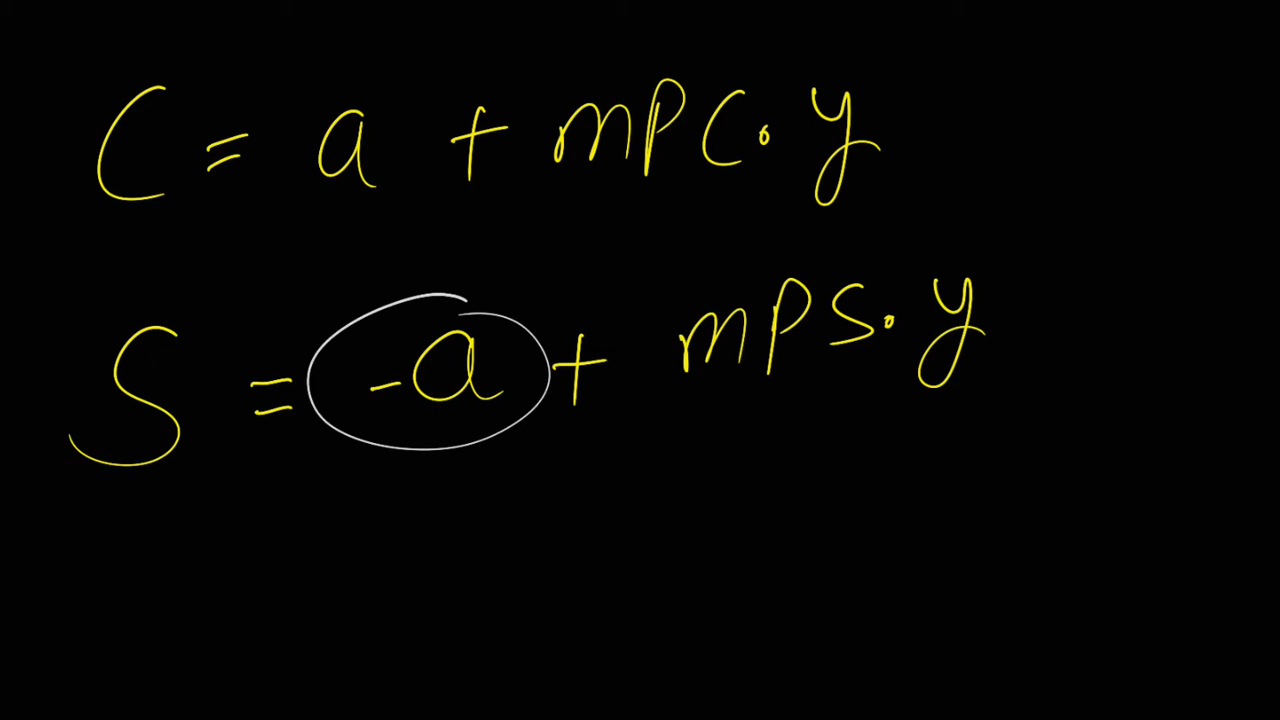 C = a + mPC. y
S = -a + mPS. y